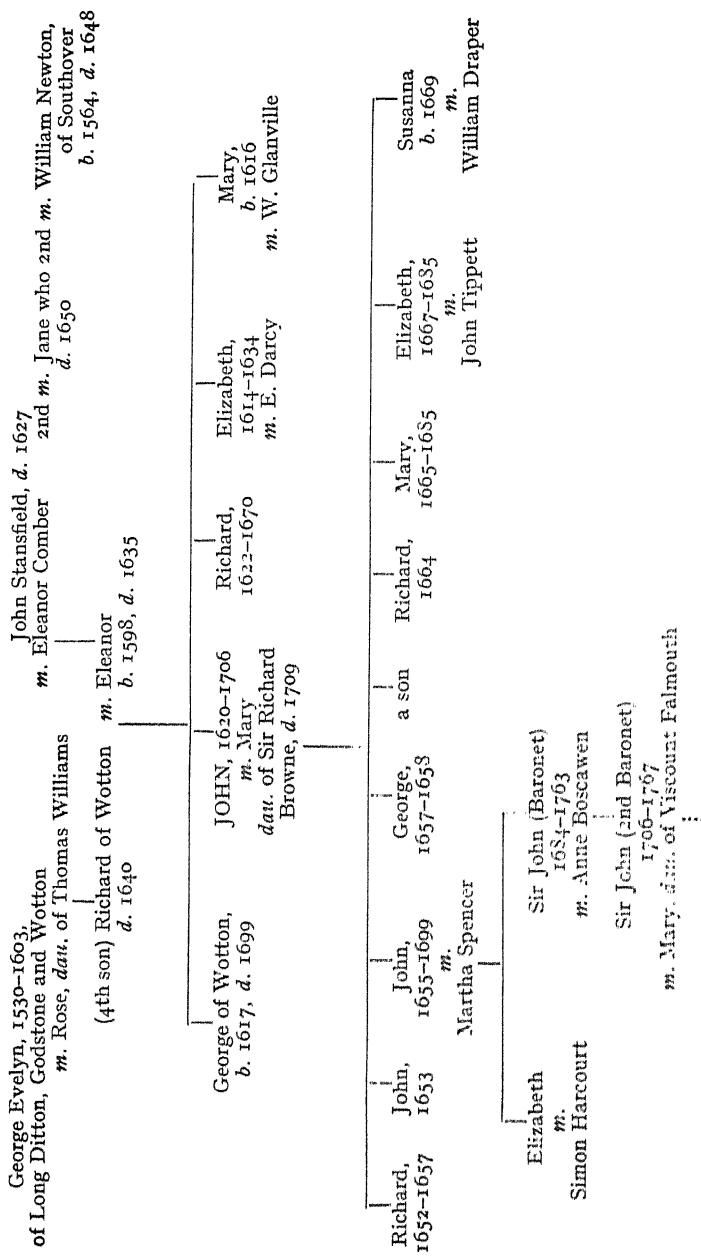 George Evelyn, 1530–1603,
of Long Ditton, Godstone and Wotton
m. Rose, dau. of Thomas Williams
John Stansfield, d. 1627
m. Eleanor Comber 2nd m. Jane who 2nd m. William Newton,
d. 1650 of Southover
b. 1564, d. 1648
(4th son) Richard of Wotton m. Eleanor
d. 1640 b. 1598, d. 1635
George of Wotton,
b. 1617, d. 1699
JOHN, 1620–1706
m. Mary
dau. of Sir Richard
Browne, d. 1709
Richard,
1622–1670
Elizabeth,
1614–1634
m. E. Darcy
Mary,
b. 1616
m. W. Glanville
Richard,
1652–1657
John,
1653
John,
1655–1699
m.
Martha Spencer
George,
1657–1658
a son
Richard,
1664
Mary,
1665–1685
Elizabeth,
1667–1685
m.
John Tippett
Susanna
b. 1669
m.
William Draper
Elizabeth
m.
Simon Harcourt
Sir John (Baronet)
1684–1763
m. Anne Boscawen
Sir John (2nd Baronet)
1706–1767
m. Mary, dau. of Viscount Falmouth